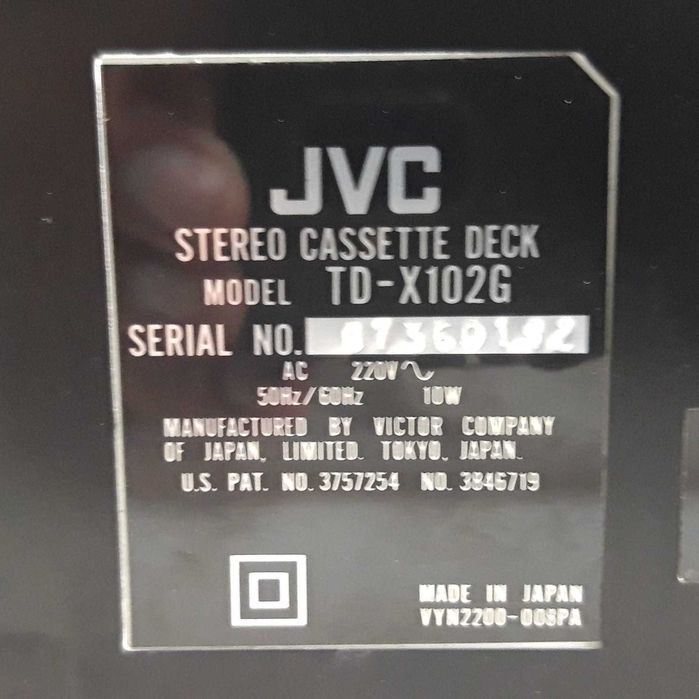 JVC
STEREO CASSETTE DECK
MODEL TD-X102G
SERIAL NO.
AC 220V~
50Hz/60Hz 10W
MANUFACTURED BY VICTOR COMPANY
OF JAPAN, LIMITED. TOKYO, JAPAN.
U.S. PAT. NO. 3757254 NO. 3846719
MADE IN JAPAN
VYN2200-008PA